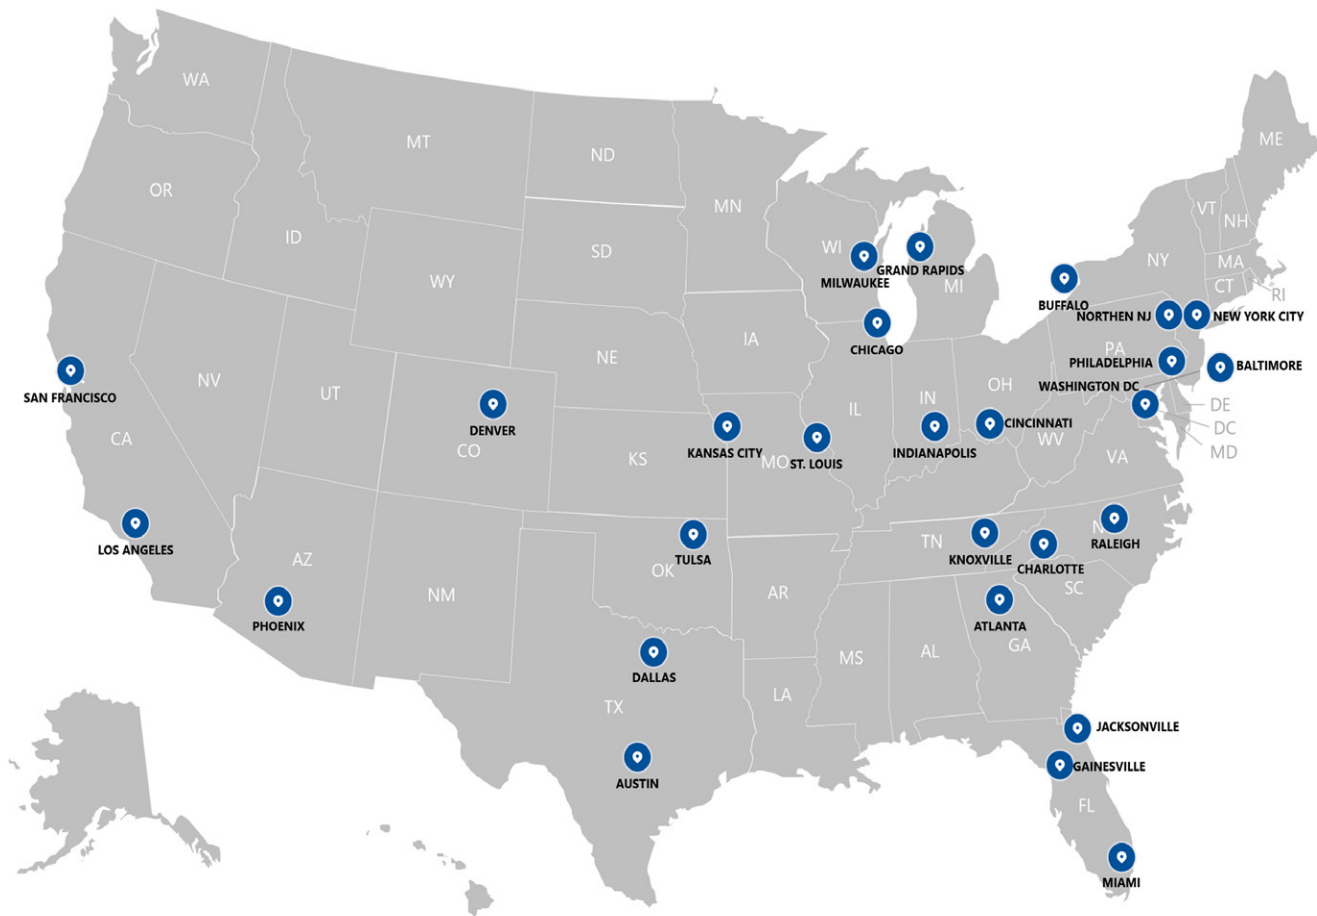 WA
MT
ND
MN
ME
OR
ID
SD
WI
MI
VT
NH
WY
NY
MA
CT
RI
MILWAUKEE
GRAND RAPIDS
BUFFALO
NORTHEN NJ
NEW YORK CITY
IA
NE
CHICAGO
PA
PHILADELPHIA
BALTIMORE
SAN FRANCISCO
NV
UT
WASHINGTON DC
OH
IN
IL
DE
DC
MD
CA
DENVER
CO
KS
KANSAS CITY
MO
ST. LOUIS
INDIANAPOLIS
CINCINNATI
WV
VA
LOS ANGELES
AZ
NM
TULSA
OK
AR
TN
KNOXVILLE
CHARLOTTE
RALEIGH
SC
PHOENIX
ATLANTA
GA
MS
AL
DALLAS
TX
LA
AUSTIN
JACKSONVILLE
GAINESVILLE
FL
MIAMI